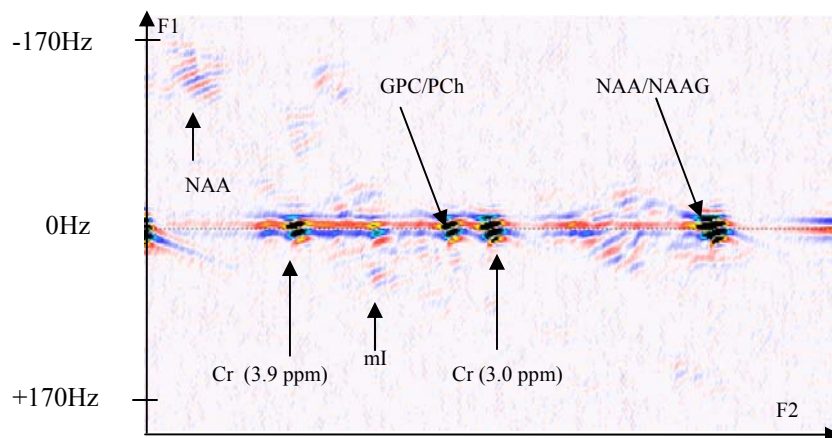 F1
-170Hz
GPC/PCh
NAA/NAAG
NAA
0Hz
mI
Cr (3.9 ppm)
Cr (3.0 ppm)
+170Hz
F2